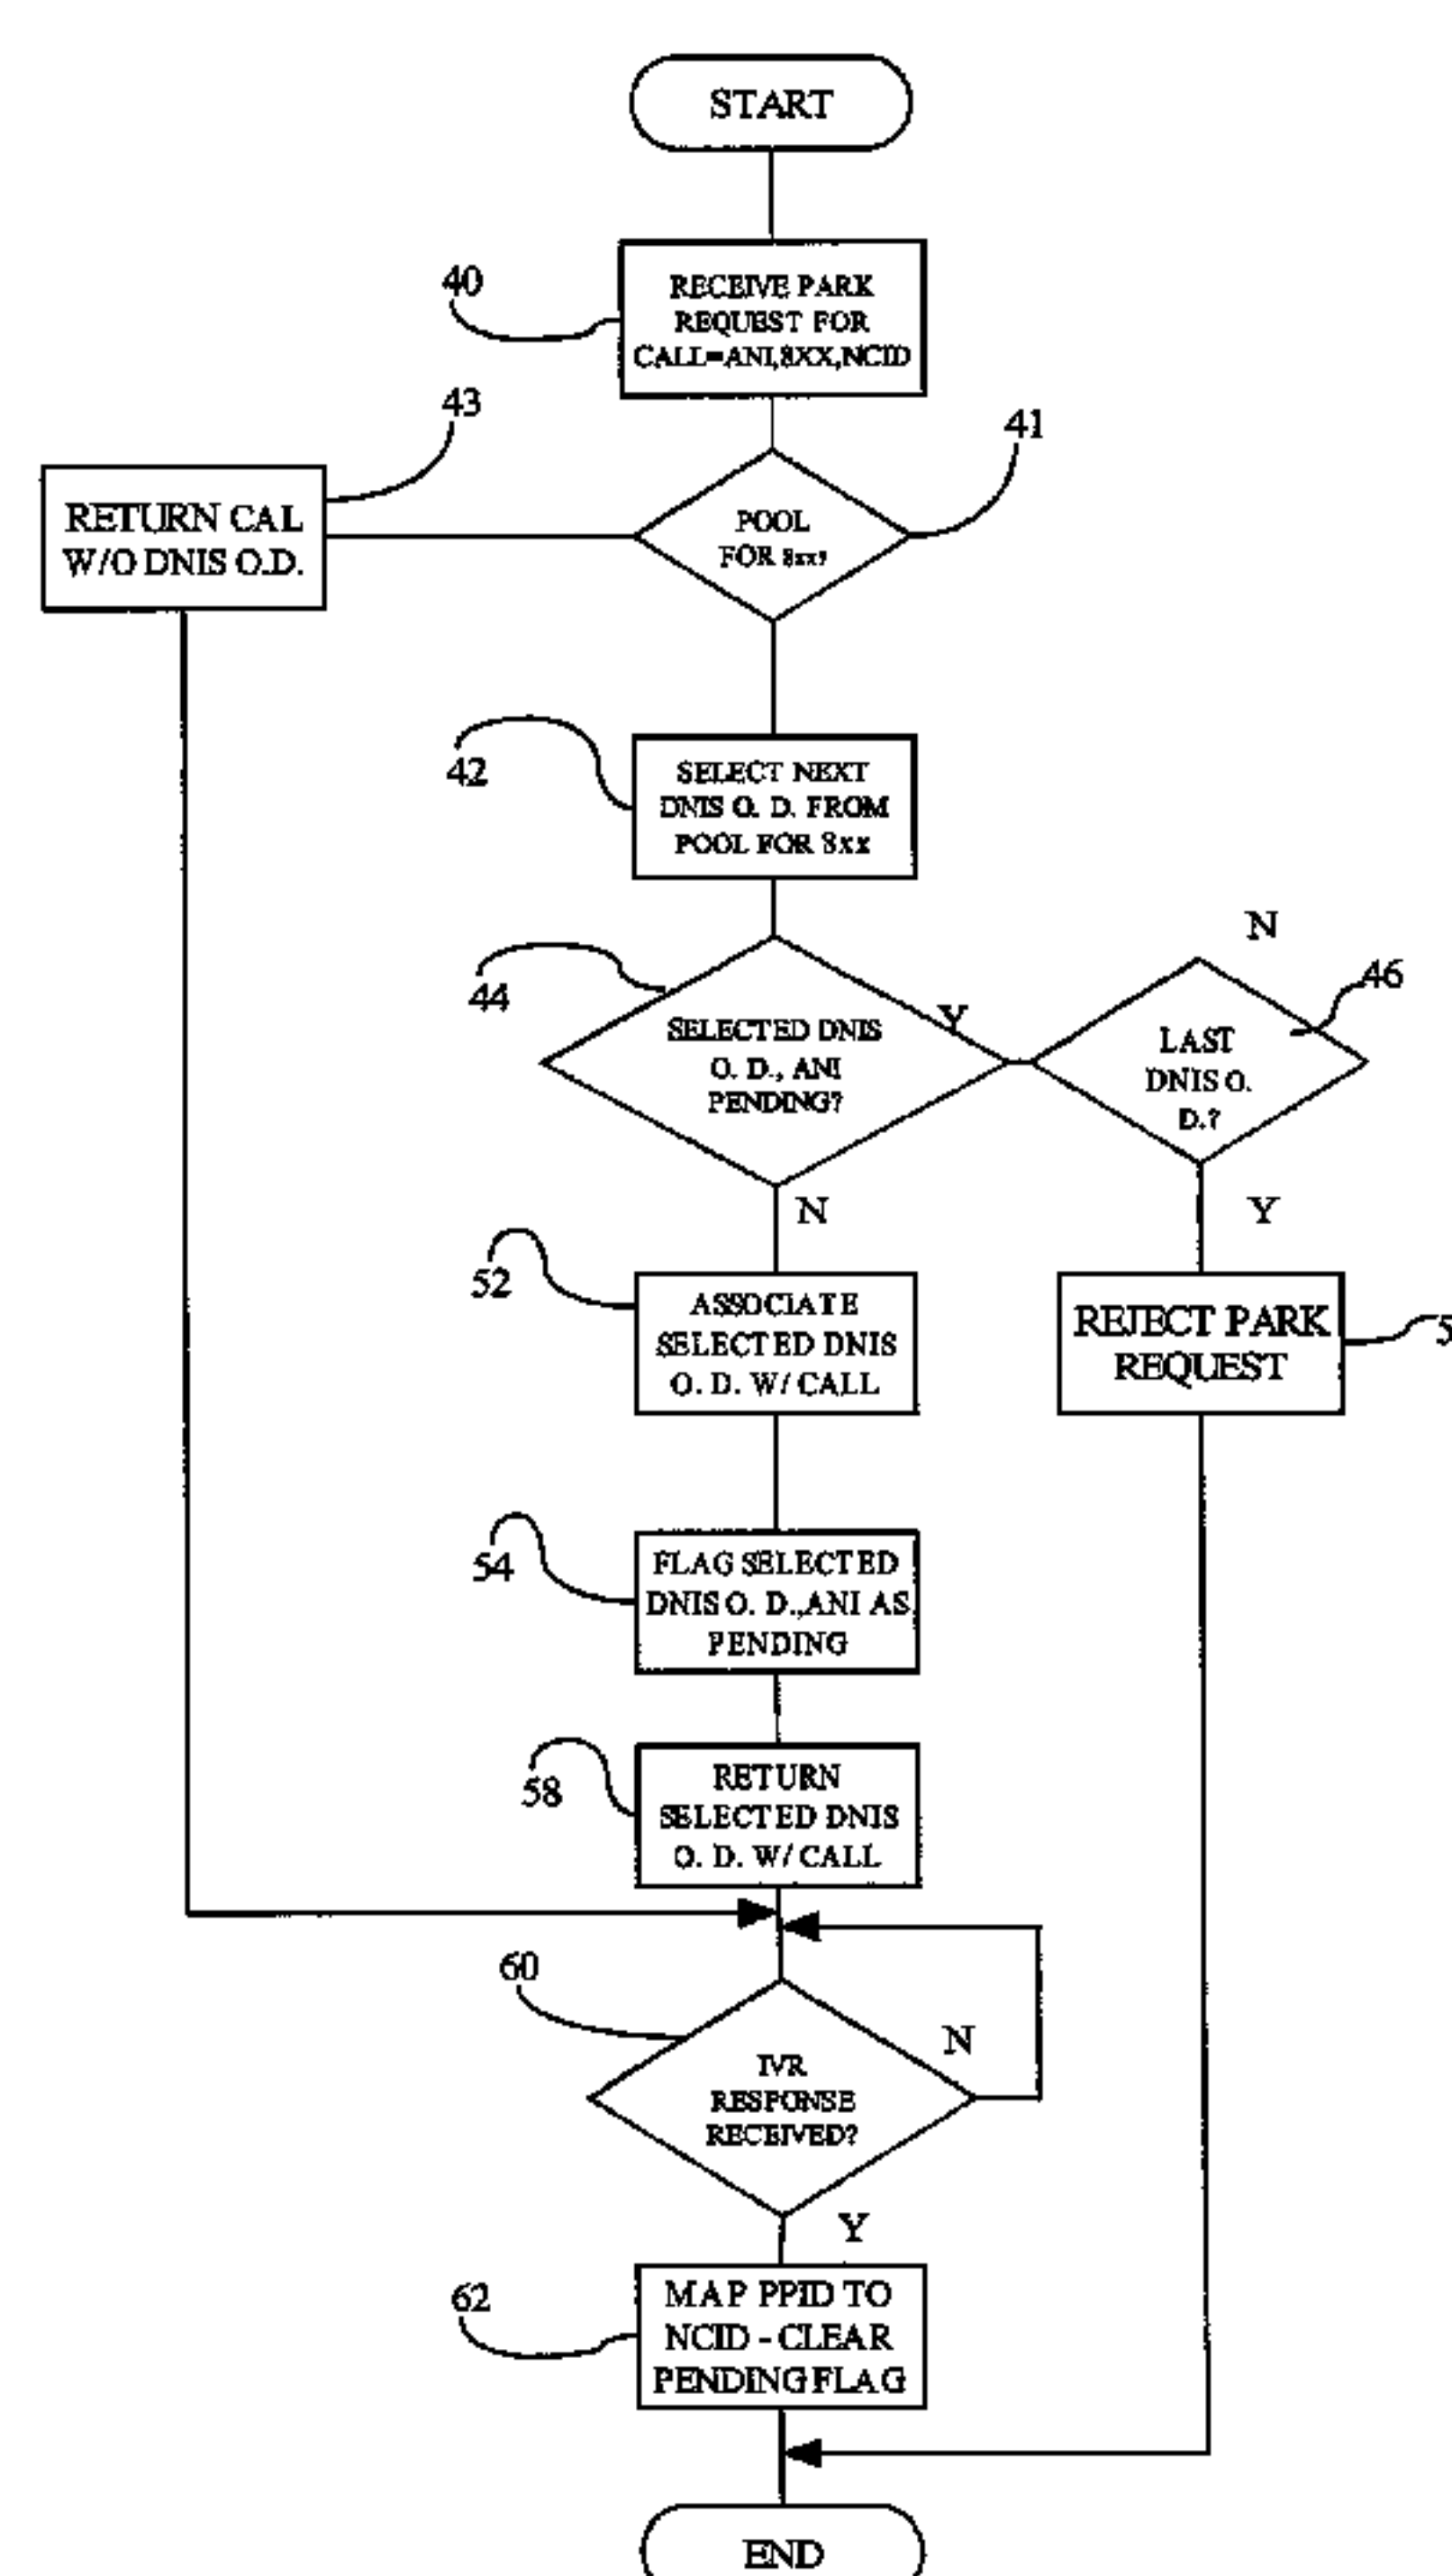 START
40
RECEIVE PARK
REQUEST FOR
CALL=ANI,8XX,NCID
43
41
RETURN CAL
W/O DNIS O.D.
POOL
FOR 8xx?
42
SELECT NEXT
DNIS O. D. FROM
POOL FOR 8xx
N
46
44
Y
SELECTED DNIS
O. D., ANI
PENDING?
LAST
DNIS O.
D.?
N
Y
52
ASSOCIATE
SELECTED DNIS
O. D. W/ CALL
REJECT PARK
REQUEST
5
54
FLAG SELECTED
DNIS O. D.,ANI AS
PENDING
58
RETURN
SELECTED DNIS
O. D. W/ CALL
60
N
IVR
RESPONSE
RECEIVED?
Y
62
MAP PPID TO
NCID - CLEAR
PENDING FLAG
END